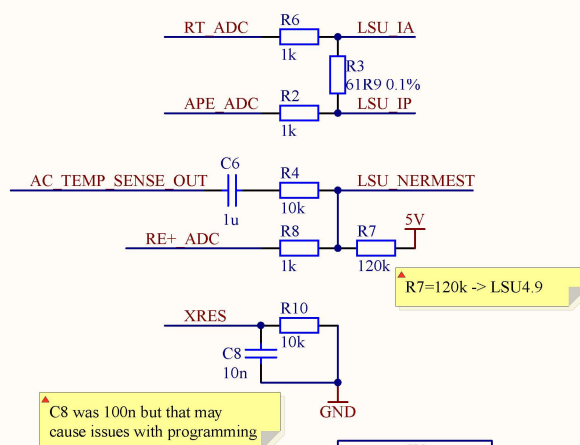 RT_ADC R6 LSU_IA
1k
R3
61R9 0.1%
APE_ADC R2 LSU_IP
1k
C6
AC_TEMP_SENSE_OUT R4 LSU_NERMEST
1u 10k
5V
RE+_ADC R8 R7
1k 120k
R7=120k -> LSU4.9
XRES R10
10k
C8
10n
GND
C8 was 100n but that may
cause issues with programming